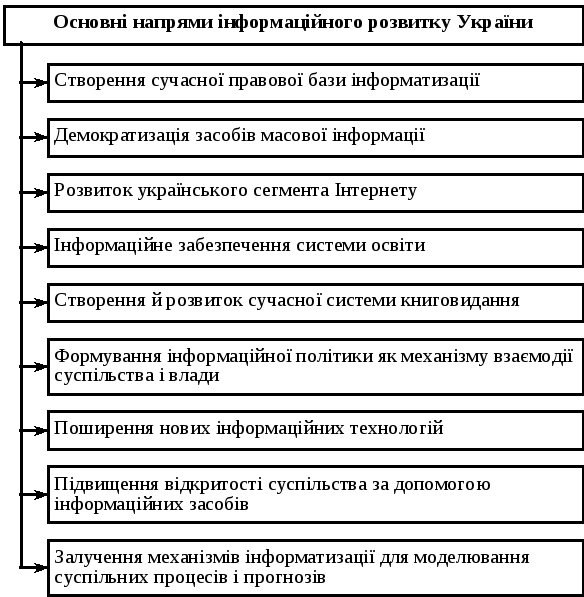 Основні напрями інформаційного розвитку України
Створення сучасної правової бази інформатизації
Демократизація засобів масової інформації
Розвиток українського сегмента Інтернету
Інформаційне забезпечення системи освіти
Створення й розвиток сучасної системи книговидання
Формування інформаційної політики як механізму взаємодії
суспільства і влади
Поширення нових інформаційних технологій
Підвищення відкритості суспільства за допомогою
інформаційних засобів
Залучення механізмів інформатизації для моделювання
суспільних процесів і прогнозів